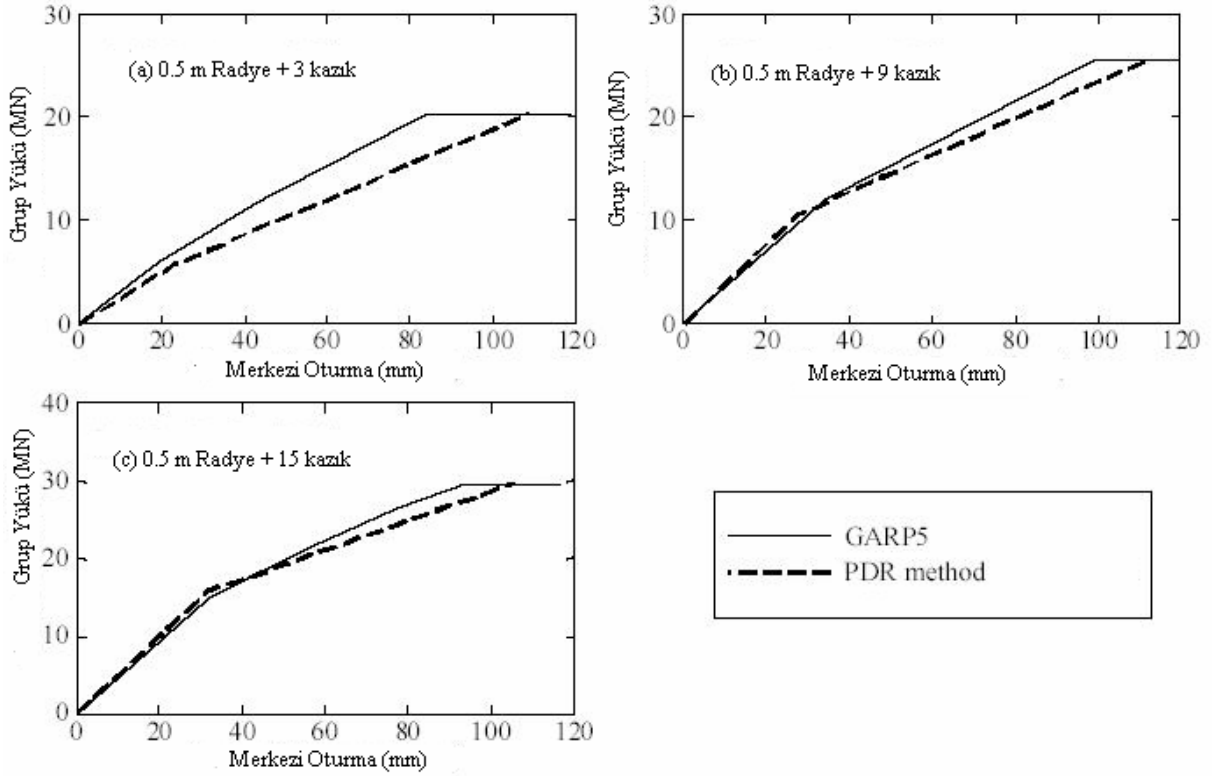 30
20
10
0
Grup Yükü (MN)
(a) 0.5 m Radye + 3 kazık
0 20 40 60 80 100 120
Merkezi Oturma (mm)
30
20
10
0
Grup Yükü (MN)
(b) 0.5 m Radye + 9 kazık
0 20 40 60 80 100 120
Merkezi Oturma (mm)
40
30
20
10
0
Grup Yükü (MN)
(c) 0.5 m Radye + 15 kazık
0 20 40 60 80 100 120
Merkezi Oturma (mm)
GARP5
PDR method